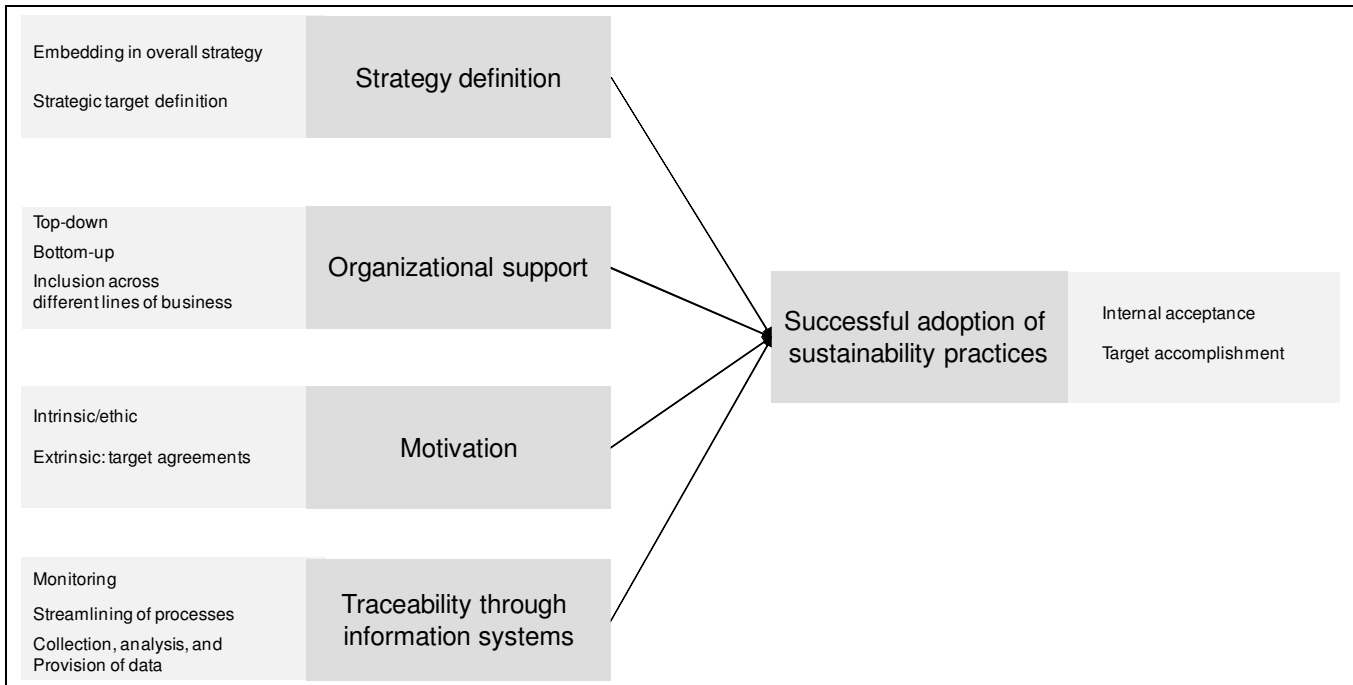 Embedding in overall strategy
Strategic target definition
Strategy definition
Top-down
Bottom-up
Inclusion across
different lines of business
Organizational support
Intrinsic/ethic
Extrinsic: target agreements
Motivation
Monitoring
Streamlining of processes
Collection, analysis, and
Provision of data
Traceability through
information systems
Successful adoption of
sustainability practices
Internal acceptance
Target accomplishment